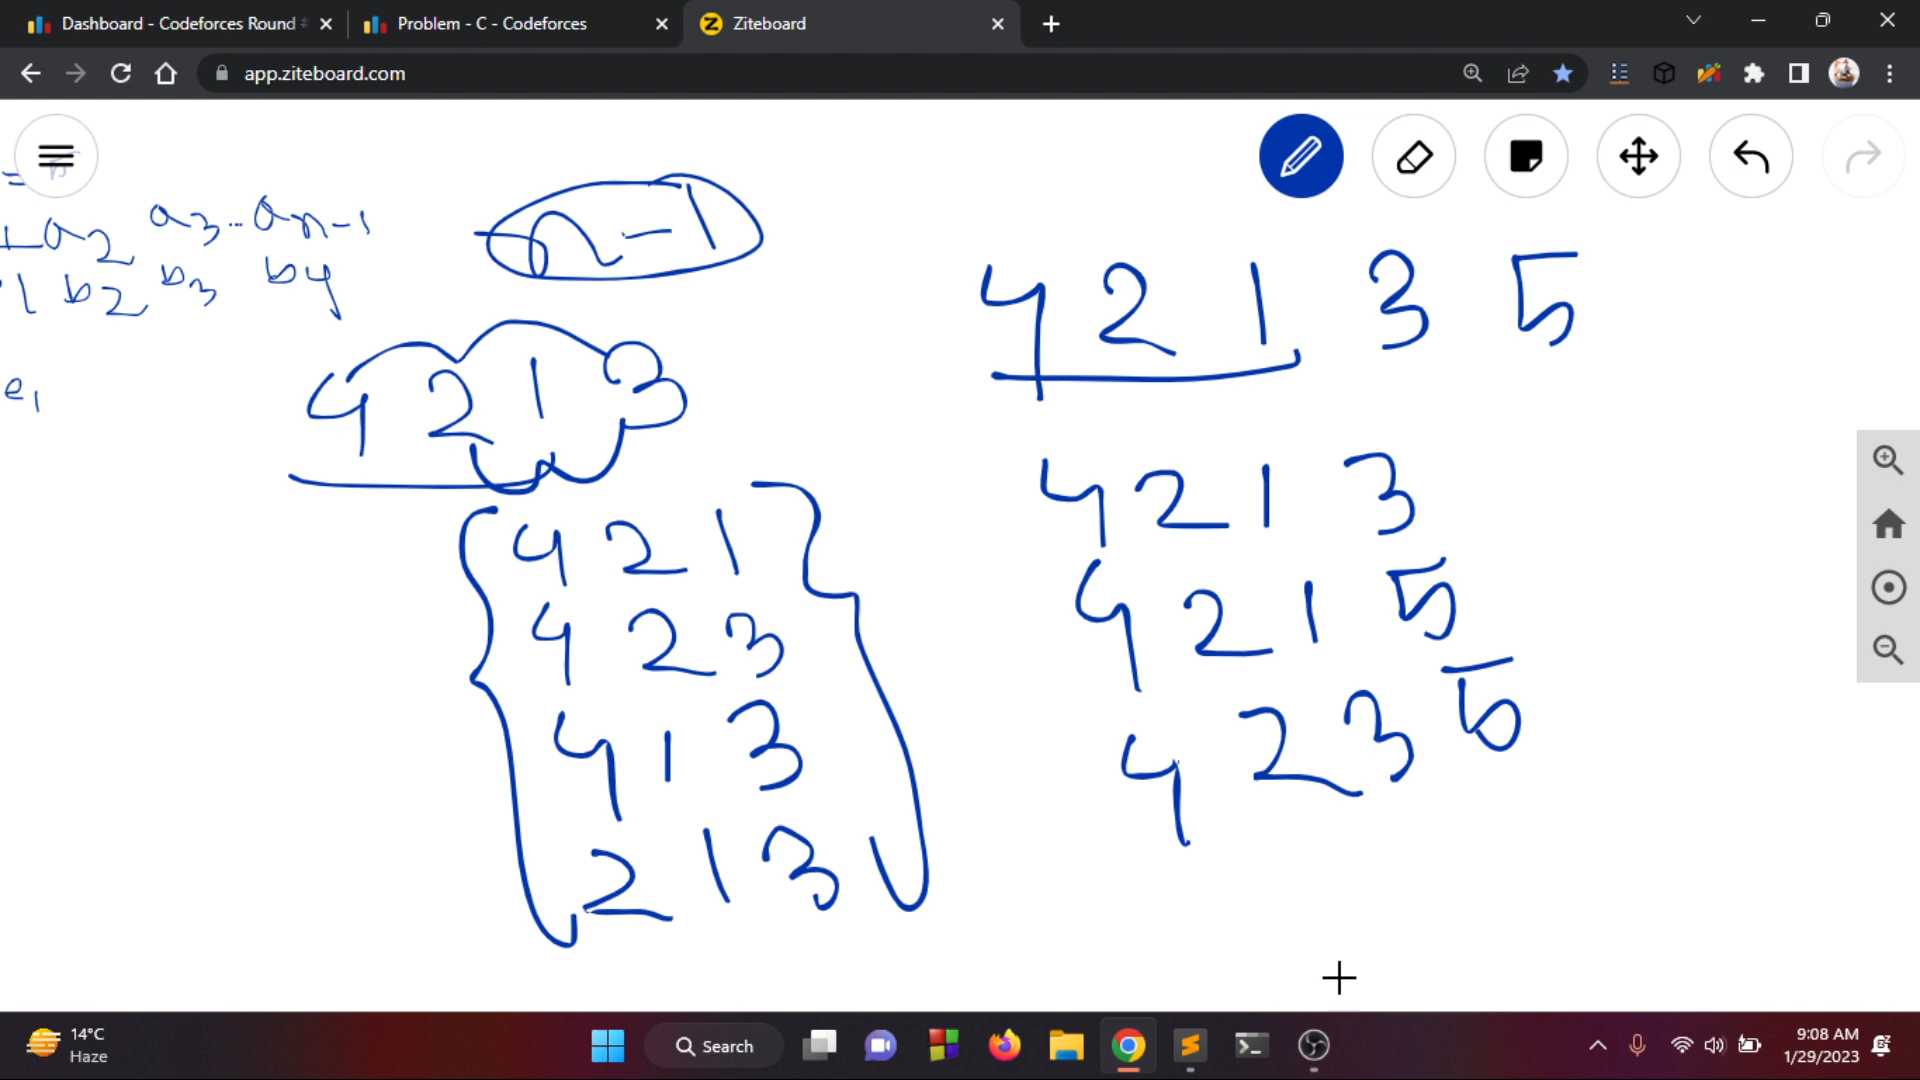 Dashboard - Codeforces Round #
Problem - C - Codeforces
Ziteboard
app.ziteboard.com
= n
+a2 a3...an-1
1 b2 b3 b4
e1
n-1
4 2 1 3
4 2 1
4 2 3
4 1 3
2 1 3
4 2 1 3 5
4 2 1 3
4 2 1 5
4 2 3 5
14°C
Haze
Search
9:08 AM
1/29/2023